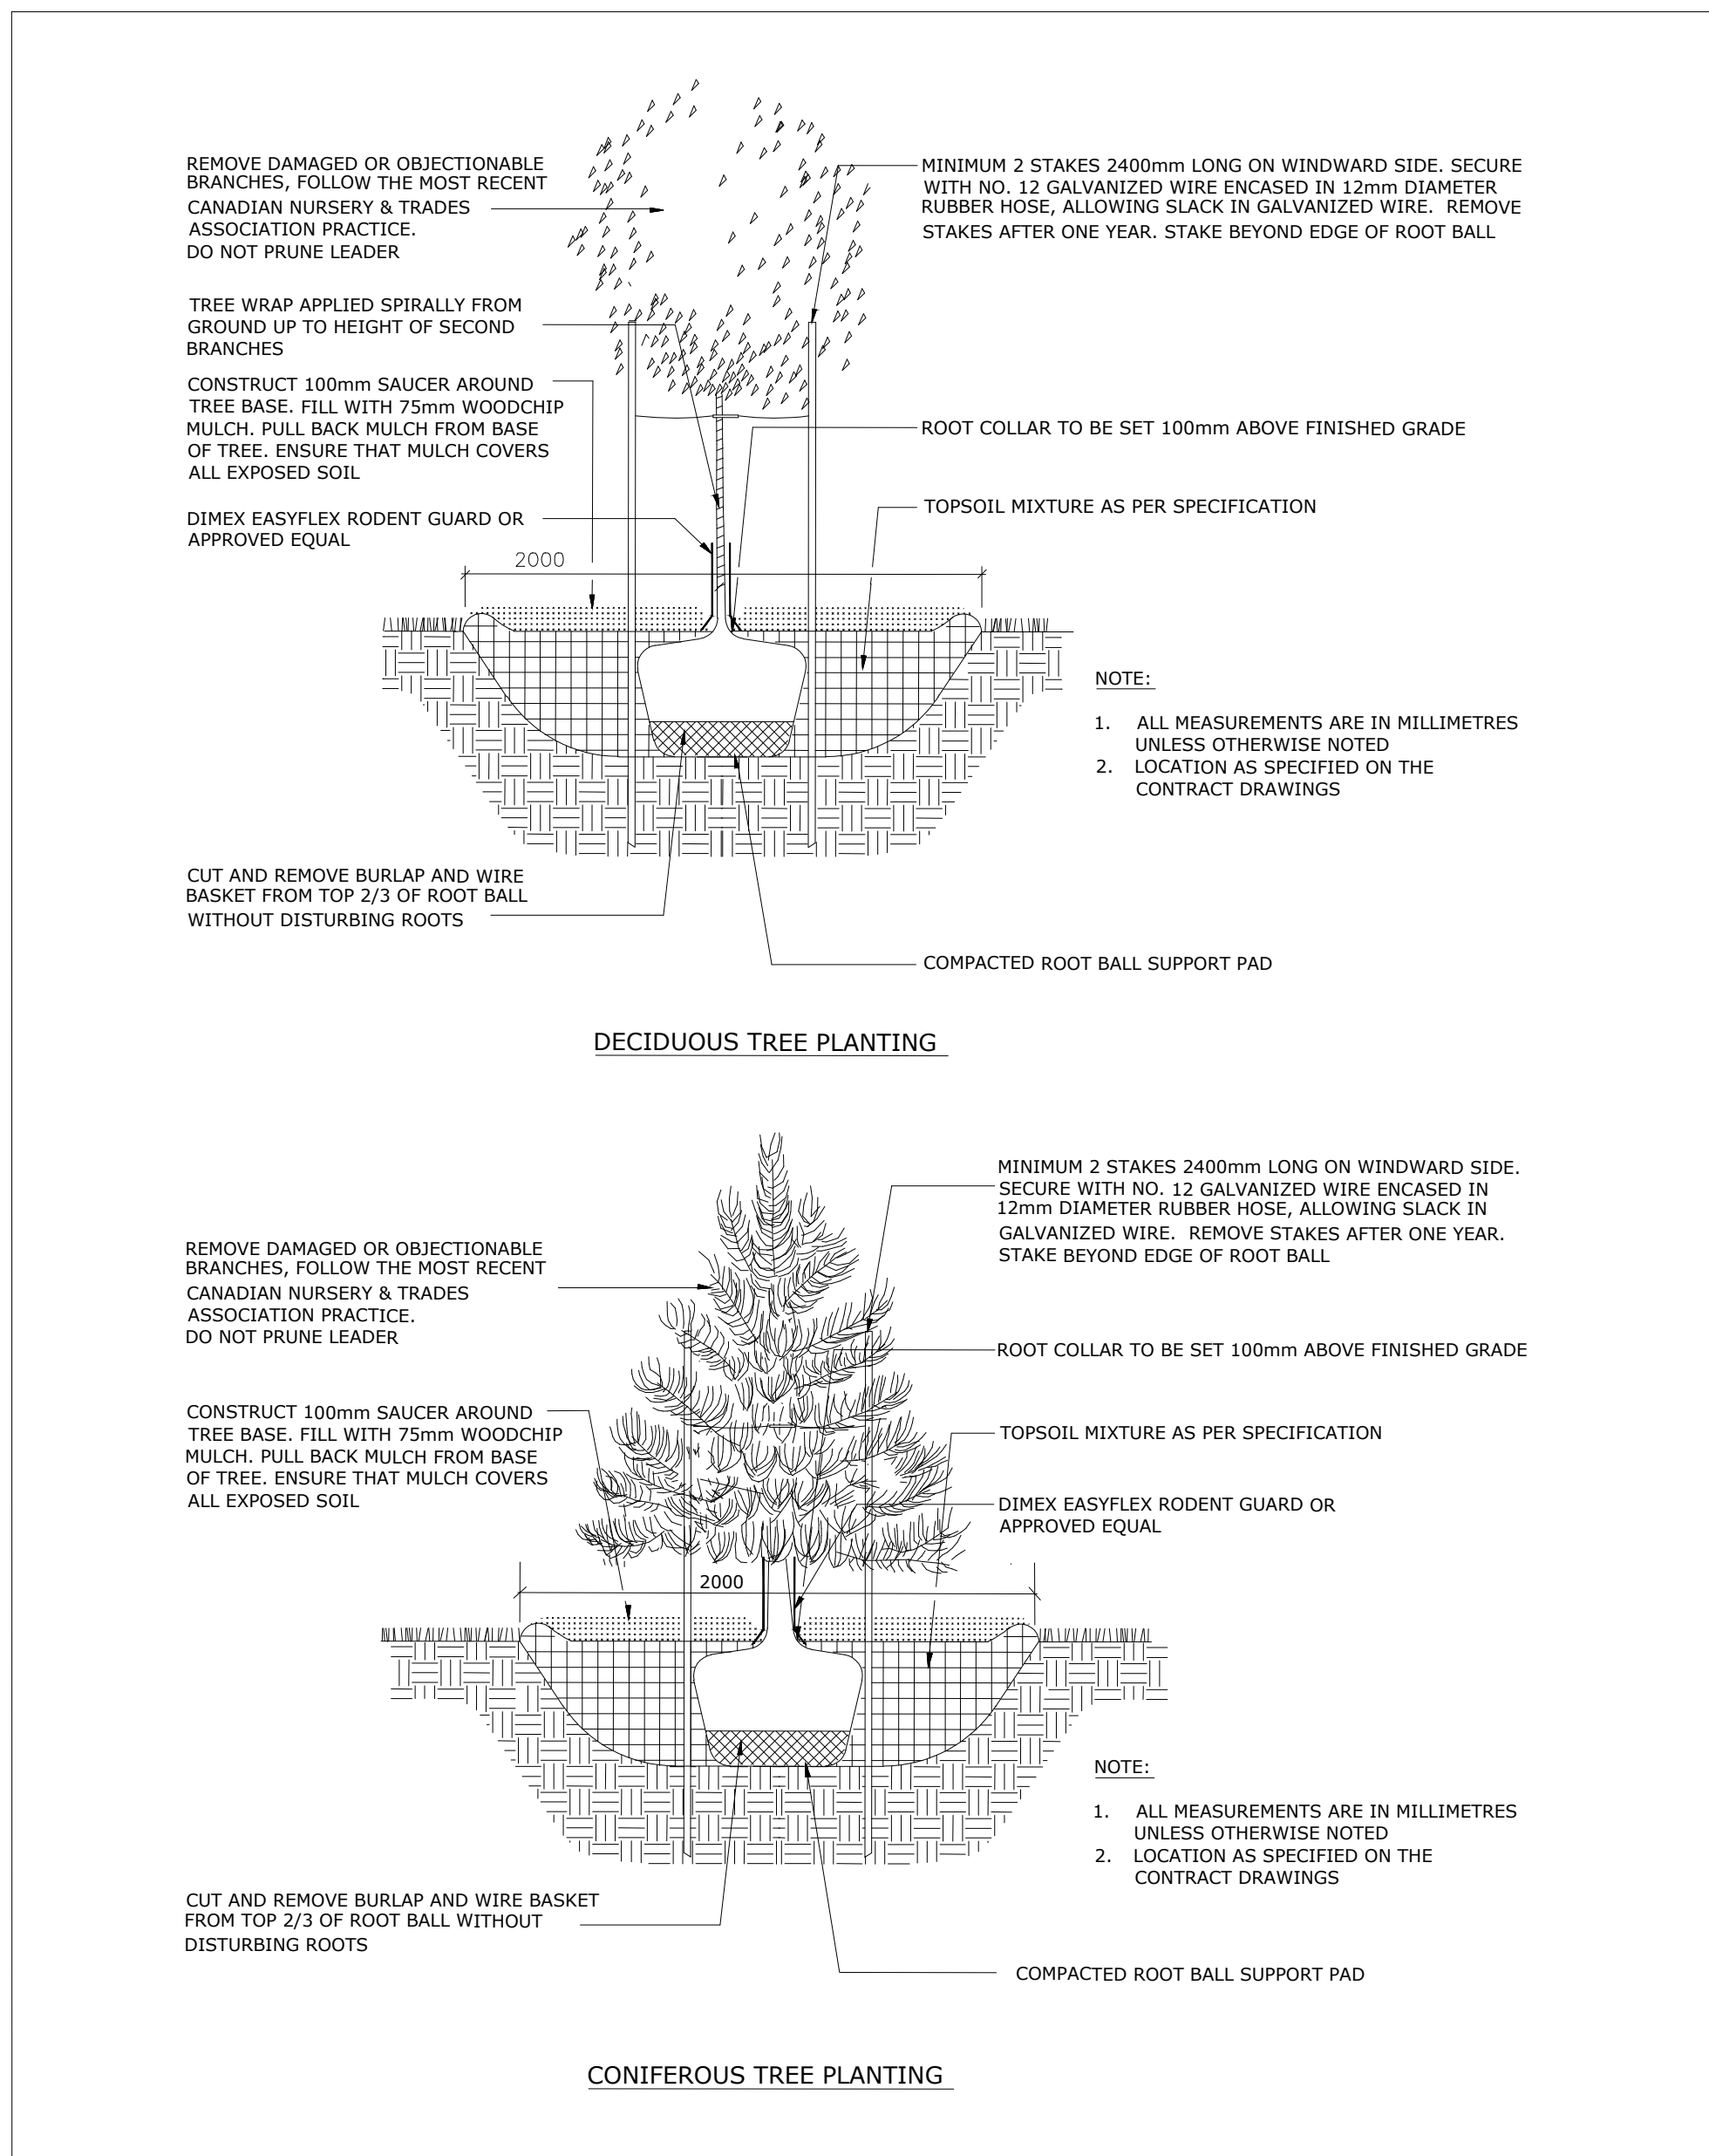 REMOVE DAMAGED OR OBJECTIONABLE
BRANCHES, FOLLOW THE MOST RECENT
CANADIAN NURSERY & TRADES
ASSOCIATION PRACTICE.
DO NOT PRUNE LEADER
TREE WRAP APPLIED SPIRALLY FROM
GROUND UP TO HEIGHT OF SECOND
BRANCHES
CONSTRUCT 100mm SAUCER AROUND
TREE BASE. FILL WITH 75mm WOODCHIP
MULCH. PULL BACK MULCH FROM BASE
OF TREE. ENSURE THAT MULCH COVERS
ALL EXPOSED SOIL
DIMEX EASYFLEX RODENT GUARD OR
APPROVED EQUAL
2000
MINIMUM 2 STAKES 2400mm LONG ON WINDWARD SIDE. SECURE
WITH NO. 12 GALVANIZED WIRE ENCASED IN 12mm DIAMETER
RUBBER HOSE, ALLOWING SLACK IN GALVANIZED WIRE. REMOVE
STAKES AFTER ONE YEAR. STAKE BEYOND EDGE OF ROOT BALL
ROOT COLLAR TO BE SET 100mm ABOVE FINISHED GRADE
TOPSOIL MIXTURE AS PER SPECIFICATION
NOTE:
1. ALL MEASUREMENTS ARE IN MILLIMETRES
UNLESS OTHERWISE NOTED
2. LOCATION AS SPECIFIED ON THE
CONTRACT DRAWINGS
CUT AND REMOVE BURLAP AND WIRE
BASKET FROM TOP 2/3 OF ROOT BALL
WITHOUT DISTURBING ROOTS
COMPACTED ROOT BALL SUPPORT PAD
DECIDUOUS TREE PLANTING
MINIMUM 2 STAKES 2400mm LONG ON WINDWARD SIDE.
SECURE WITH NO. 12 GALVANIZED WIRE ENCASED IN
12mm DIAMETER RUBBER HOSE, ALLOWING SLACK IN
GALVANIZED WIRE. REMOVE STAKES AFTER ONE YEAR.
STAKE BEYOND EDGE OF ROOT BALL
REMOVE DAMAGED OR OBJECTIONABLE
BRANCHES, FOLLOW THE MOST RECENT
CANADIAN NURSERY & TRADES
ASSOCIATION PRACTICE.
DO NOT PRUNE LEADER
ROOT COLLAR TO BE SET 100mm ABOVE FINISHED GRADE
CONSTRUCT 100mm SAUCER AROUND
TREE BASE. FILL WITH 75mm WOODCHIP
MULCH. PULL BACK MULCH FROM BASE
OF TREE. ENSURE THAT MULCH COVERS
ALL EXPOSED SOIL
TOPSOIL MIXTURE AS PER SPECIFICATION
DIMEX EASYFLEX RODENT GUARD OR
APPROVED EQUAL
2000
NOTE:
1. ALL MEASUREMENTS ARE IN MILLIMETRES
UNLESS OTHERWISE NOTED
2. LOCATION AS SPECIFIED ON THE
CONTRACT DRAWINGS
CUT AND REMOVE BURLAP AND WIRE BASKET
FROM TOP 2/3 OF ROOT BALL WITHOUT
DISTURBING ROOTS
COMPACTED ROOT BALL SUPPORT PAD
CONIFEROUS TREE PLANTING